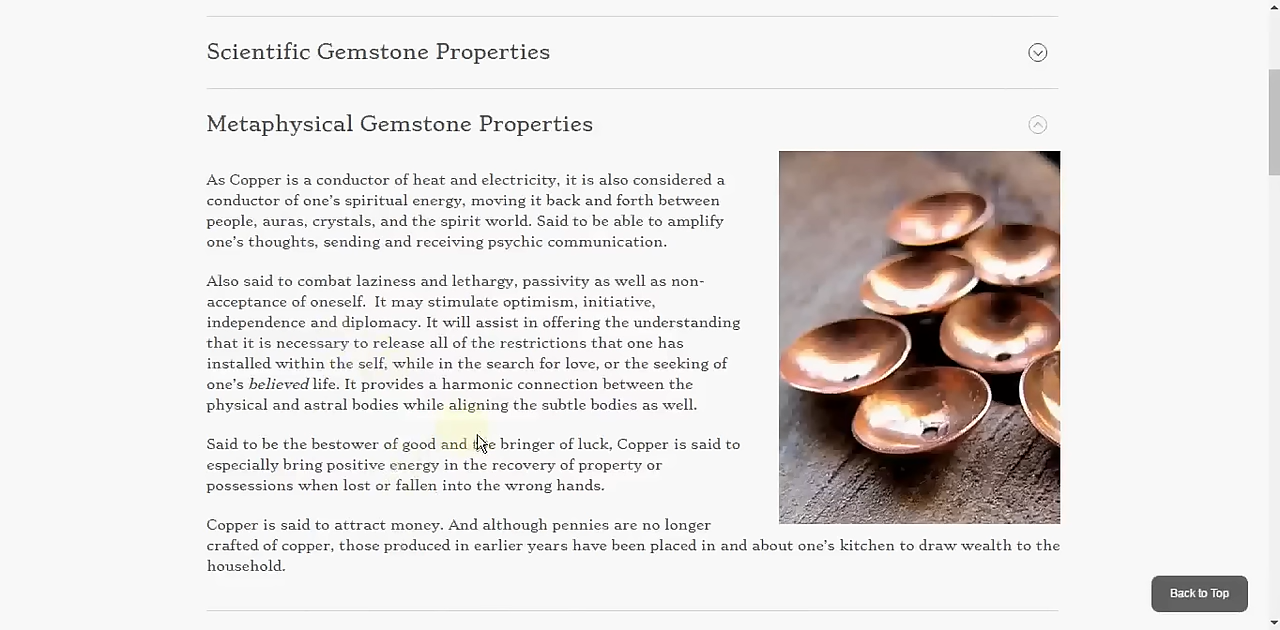 Scientific Gemstone Properties
Metaphysical Gemstone Properties
As Copper is a conductor of heat and electricity, it is also considered a
conductor of one's spiritual energy, moving it back and forth between
people, auras, crystals, and the spirit world. Said to be able to amplify
one's thoughts, sending and receiving psychic communication.
Also said to combat laziness and lethargy, passivity as well as non-
acceptance of oneself.  It may stimulate optimism, initiative,
independence and diplomacy. It will assist in offering the understanding
that it is necessary to release all of the restrictions that one has
installed within the self, while in the search for love, or the seeking of
one's believed life. It provides a harmonic connection between the
physical and astral bodies while aligning the subtle bodies as well.
Said to be the bestower of good and the bringer of luck, Copper is said to
especially bring positive energy in the recovery of property or
possessions when lost or fallen into the wrong hands.
Copper is said to attract money. And although pennies are no longer
crafted of copper, those produced in earlier years have been placed in and about one's kitchen to draw wealth to the
household.
Back to Top